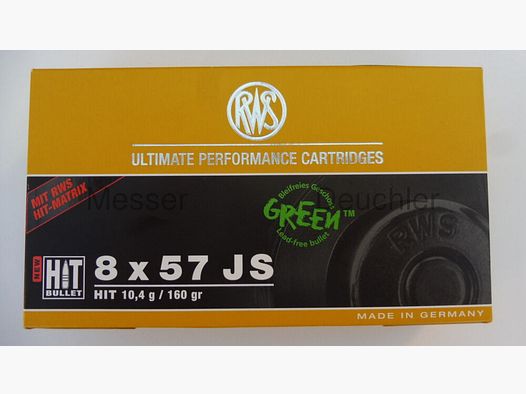 RWS
ULTIMATE PERFORMANCE CARTRIDGES
MIT RWS
HIT-MATRIX
Messer Deuchler
Bleifreies Geschoss
GREEN™
Lead-free bullet
RWS
NEW
HIT
BULLET
8 x 57 JS
HIT 10,4 g / 160 gr
MADE IN GERMANY